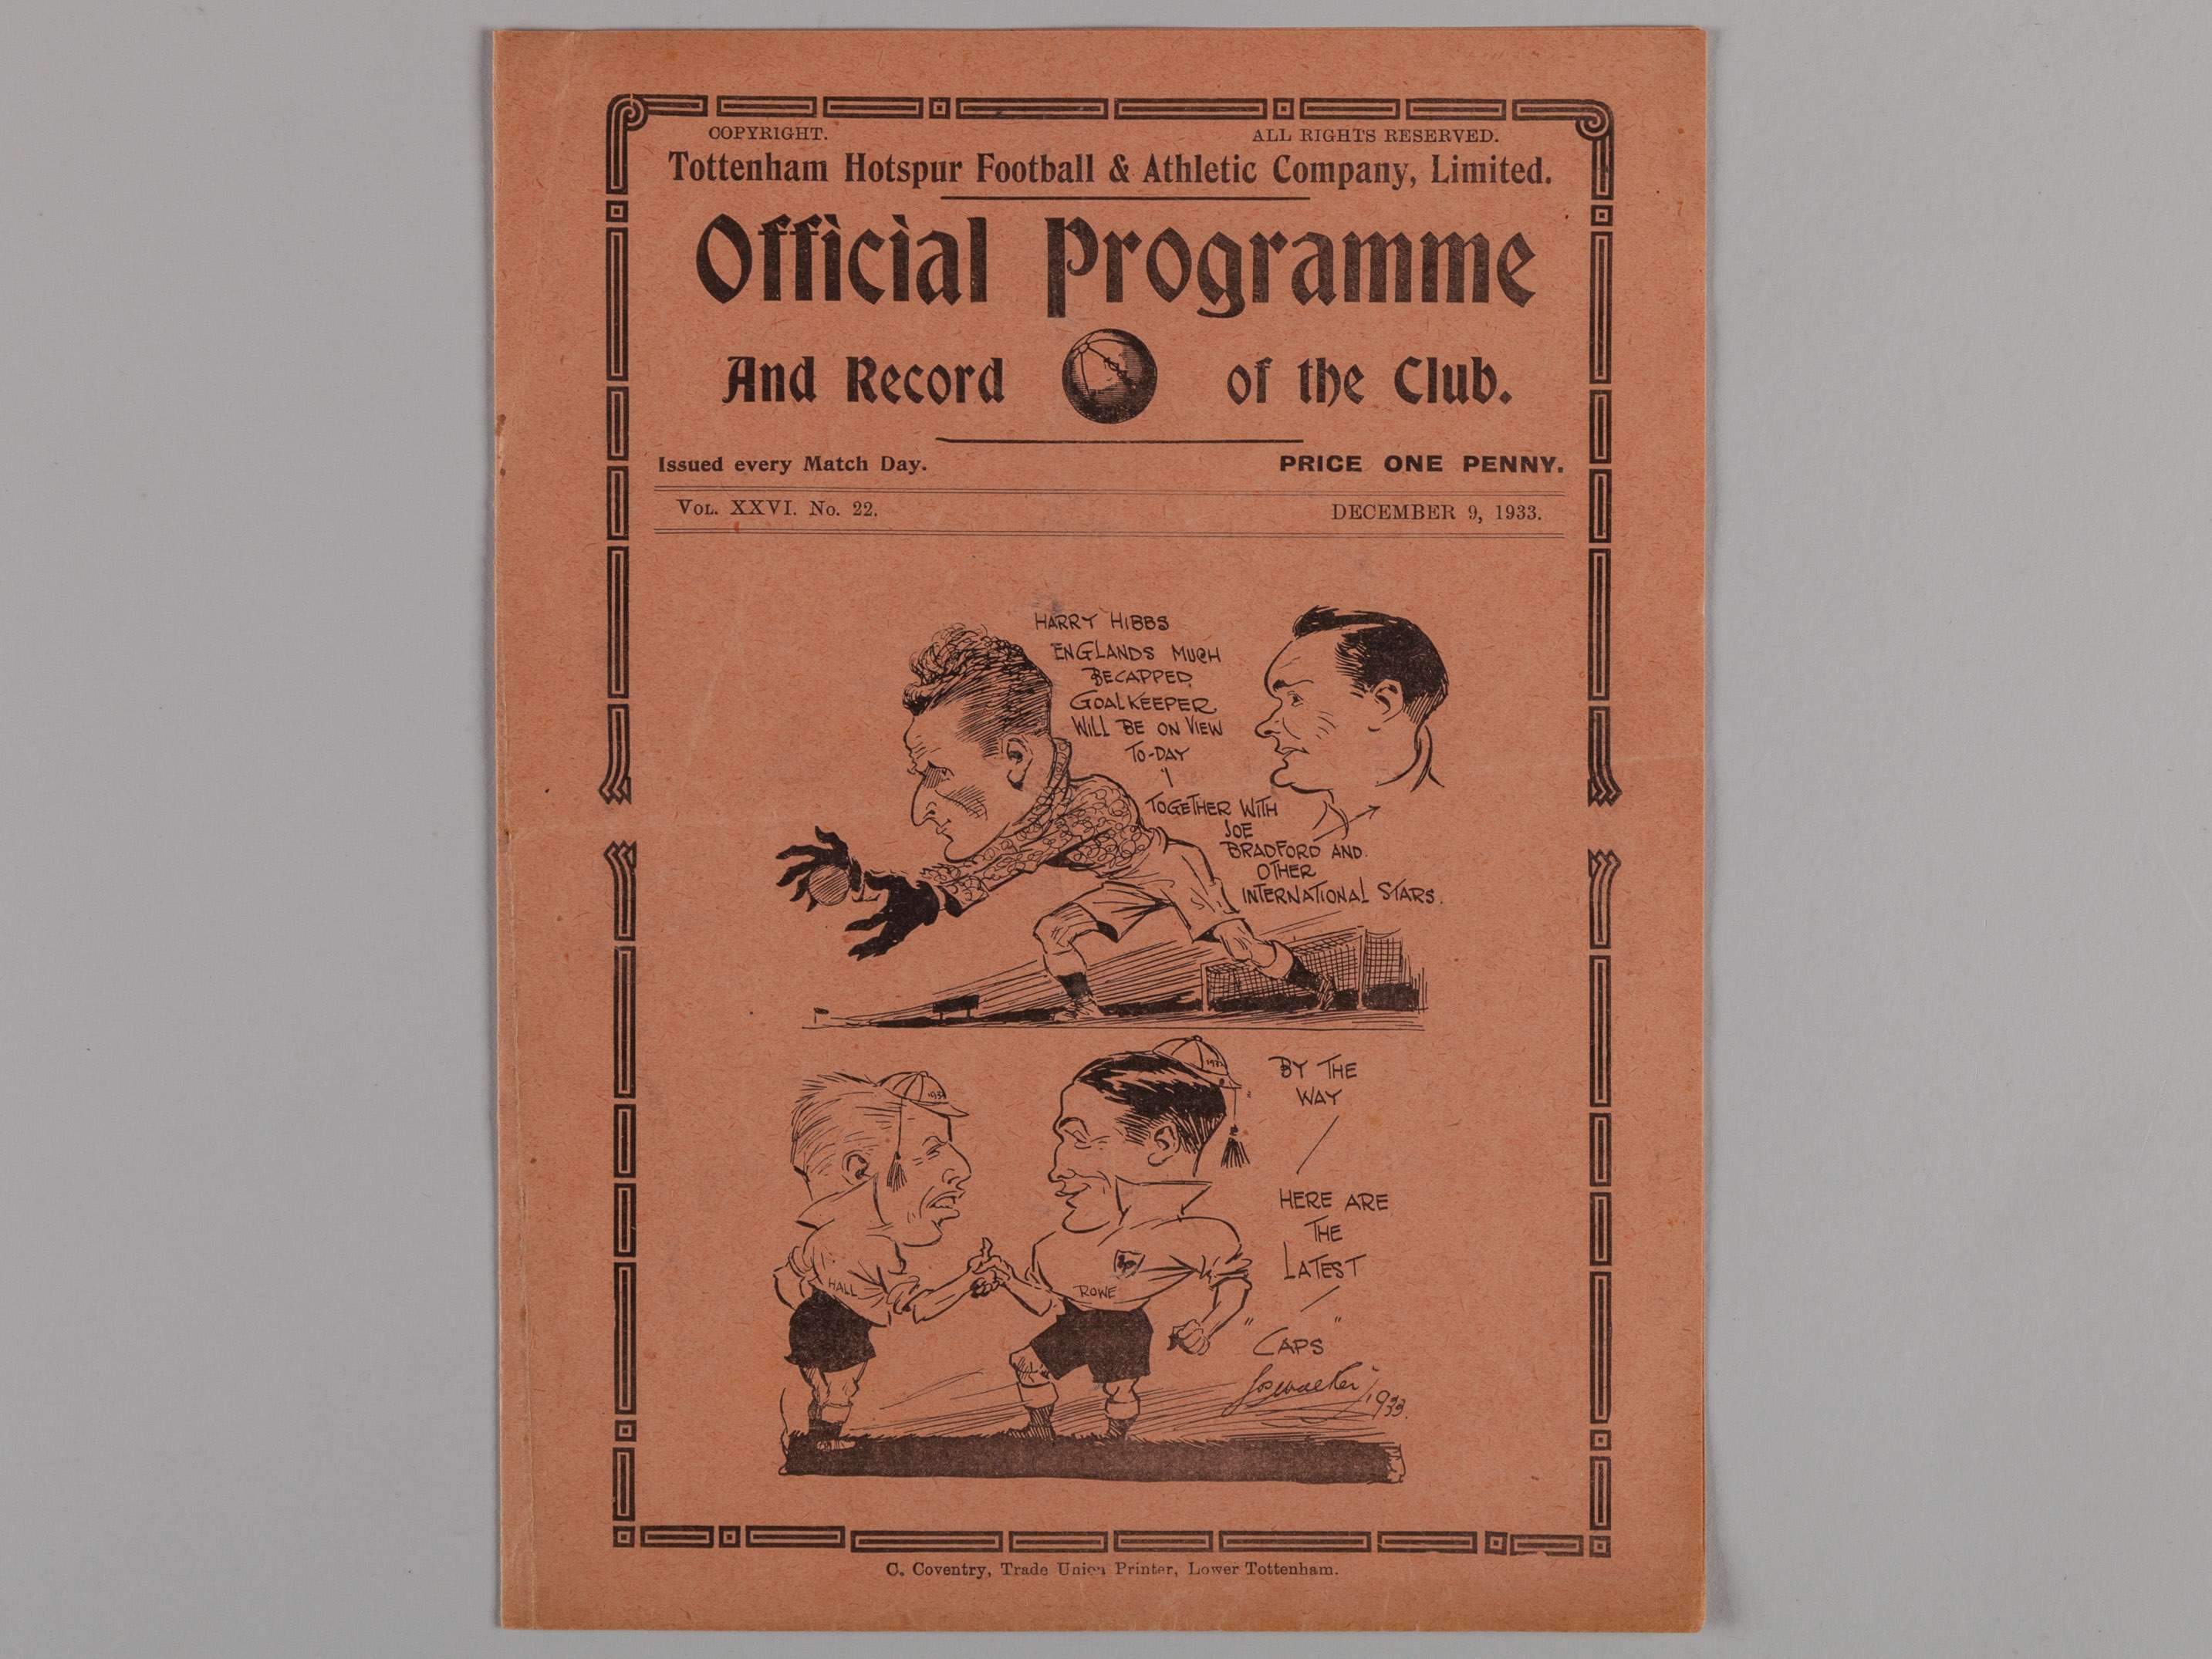 COPYRIGHT. ALL RIGHTS RESERVED.
Tottenham Hotspur Football & Athletic Company, Limited.
Official Programme
And Record of the Club.
Issued every Match Day. PRICE ONE PENNY.
VOL. XXVI. No. 22. DECEMBER 9, 1933.
HARRY HIBBS
ENGLANDS MUCH
BECAPPED
GOALKEEPER
WILL BE ON VIEW
TO-DAY
TOGETHER WITH
JOE
BRADFORD AND
OTHER
INTERNATIONAL STARS.
BY THE
WAY
HERE ARE
THE
LATEST
"CAPS"
HALL
ROWE
1933.
C. Coventry, Trade Union Printer, Lower Tottenham.